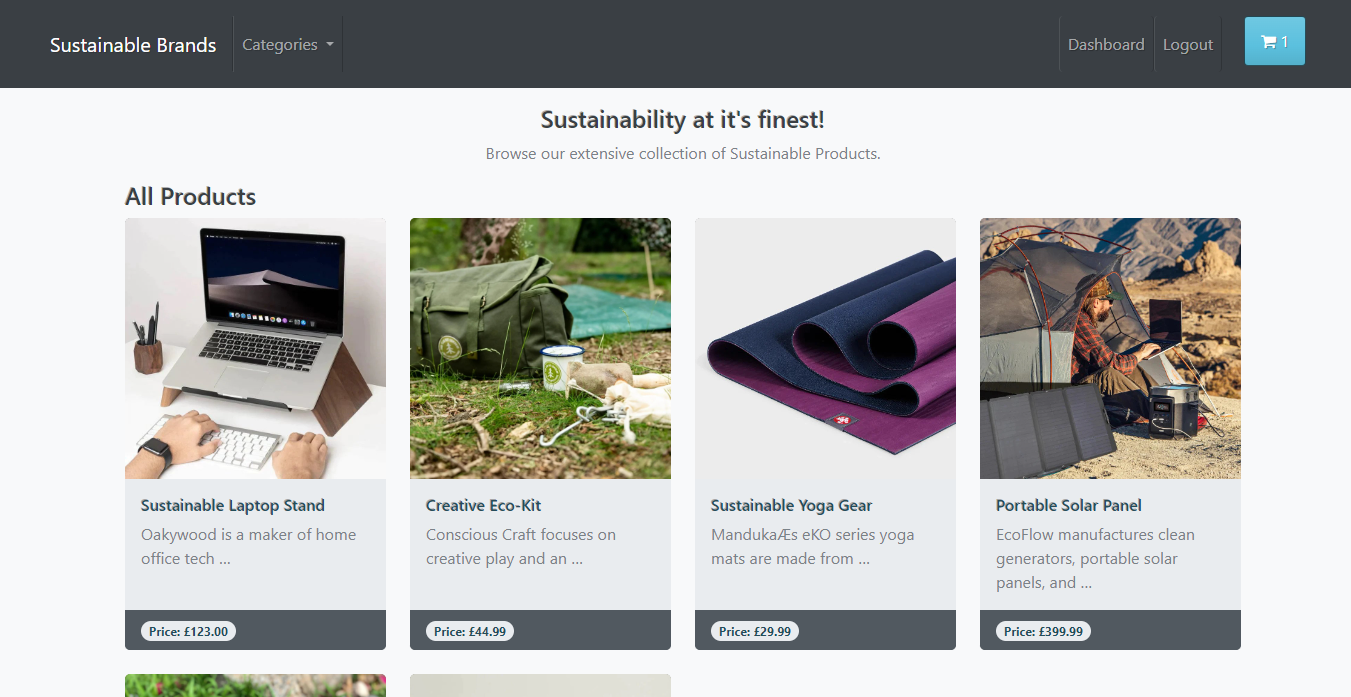 Sustainable Brands
Categories
Dashboard
Logout
1
Sustainability at it's finest!
Browse our extensive collection of Sustainable Products.
All Products
Sustainable Laptop Stand
Oakywood is a maker of home
office tech ...
Price: £123.00
Creative Eco-Kit
Conscious Craft focuses on
creative play and an ...
Price: £44.99
Sustainable Yoga Gear
MandukaÆs eKO series yoga
mats are made from ...
Price: £29.99
Portable Solar Panel
EcoFlow manufactures clean
generators, portable solar
panels, and ...
Price: £399.99